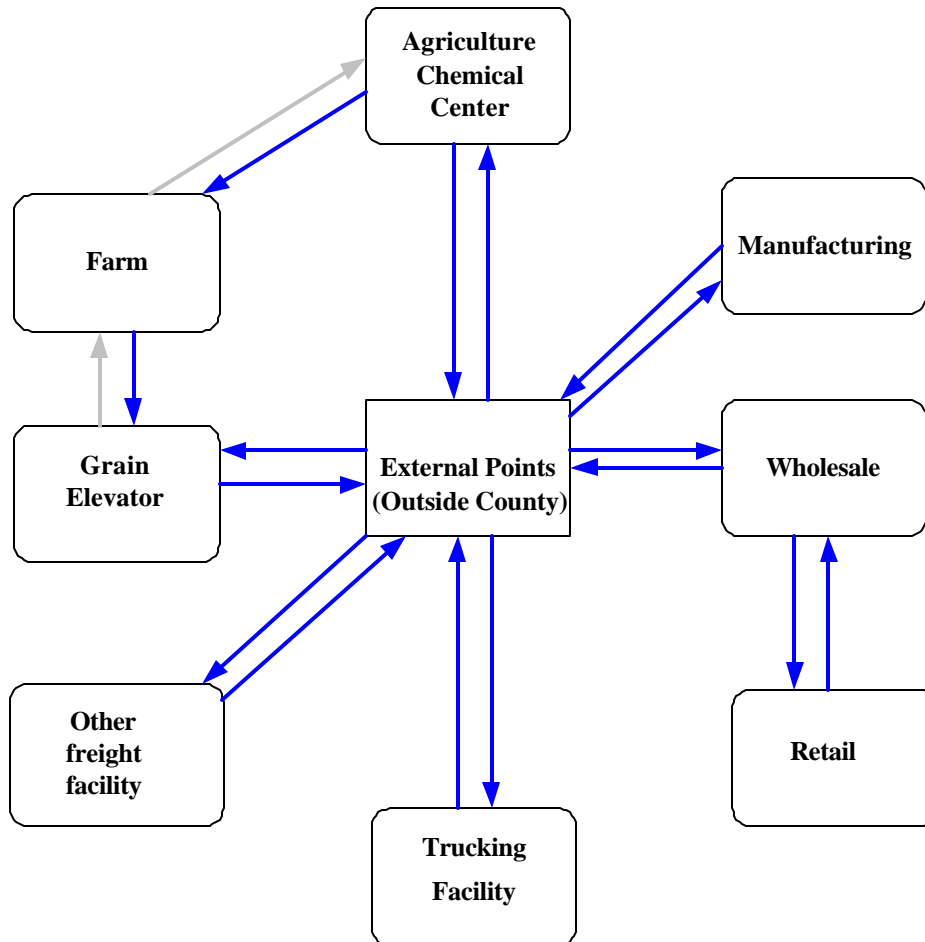 Agriculture
Chemical
Center
Manufacturing
Farm
Grain
Elevator
External Points
(Outside County)
Wholesale
Other
freight
facility
Retail
Trucking
Facility